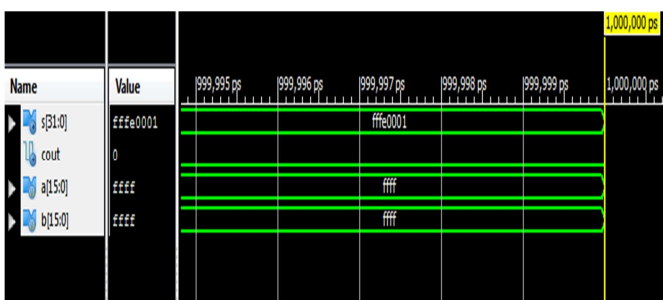 1,000,000 ps
Name Value |999,995 ps |999,996 ps |999,997 ps |999,998 ps |999,999 ps |1,000,000 ps
s[31:0] fffe0001 fffe0001
cout 0
a[15:0] ffff ffff
b[15:0] ffff ffff